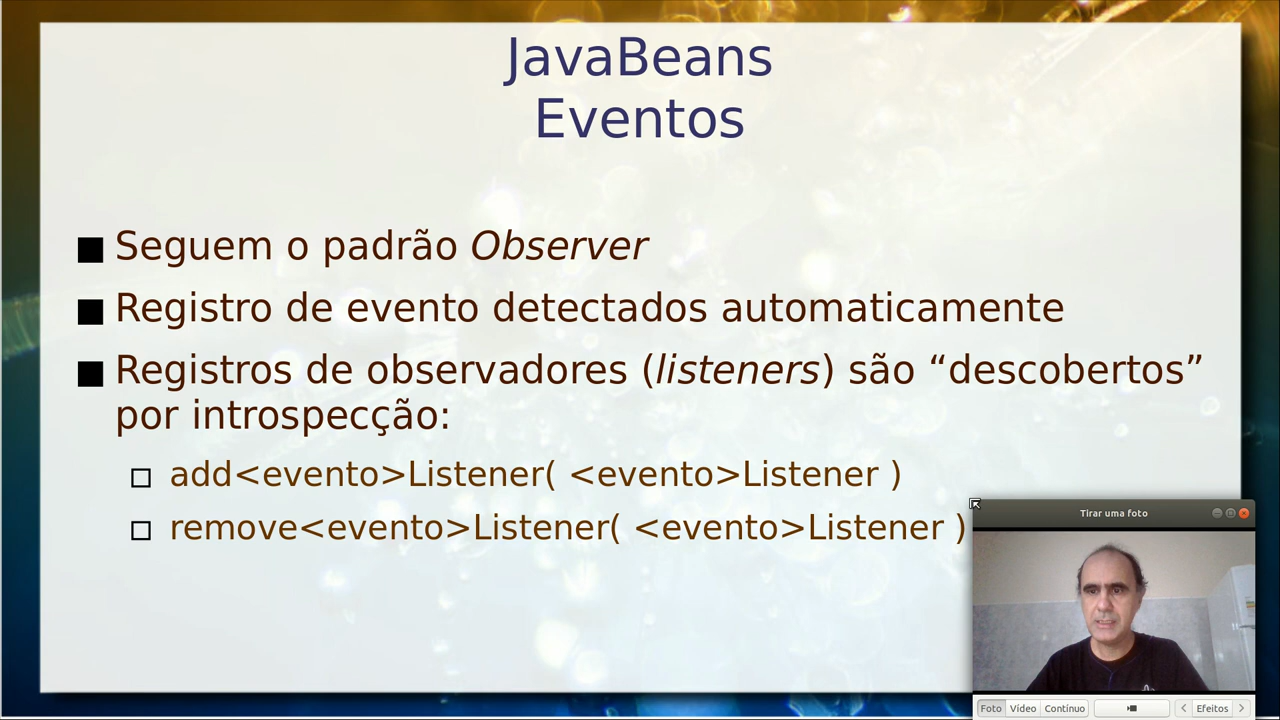 JavaBeans
Eventos
Seguem o padrão Observer
Registro de evento detectados automaticamente
Registros de observadores (listeners) são “descobertos”
por introspecção:
add<evento>Listener( <evento>Listener )
remove<evento>Listener( <evento>Listener )
Tirar uma foto
Foto Vídeo Contínuo Efeitos